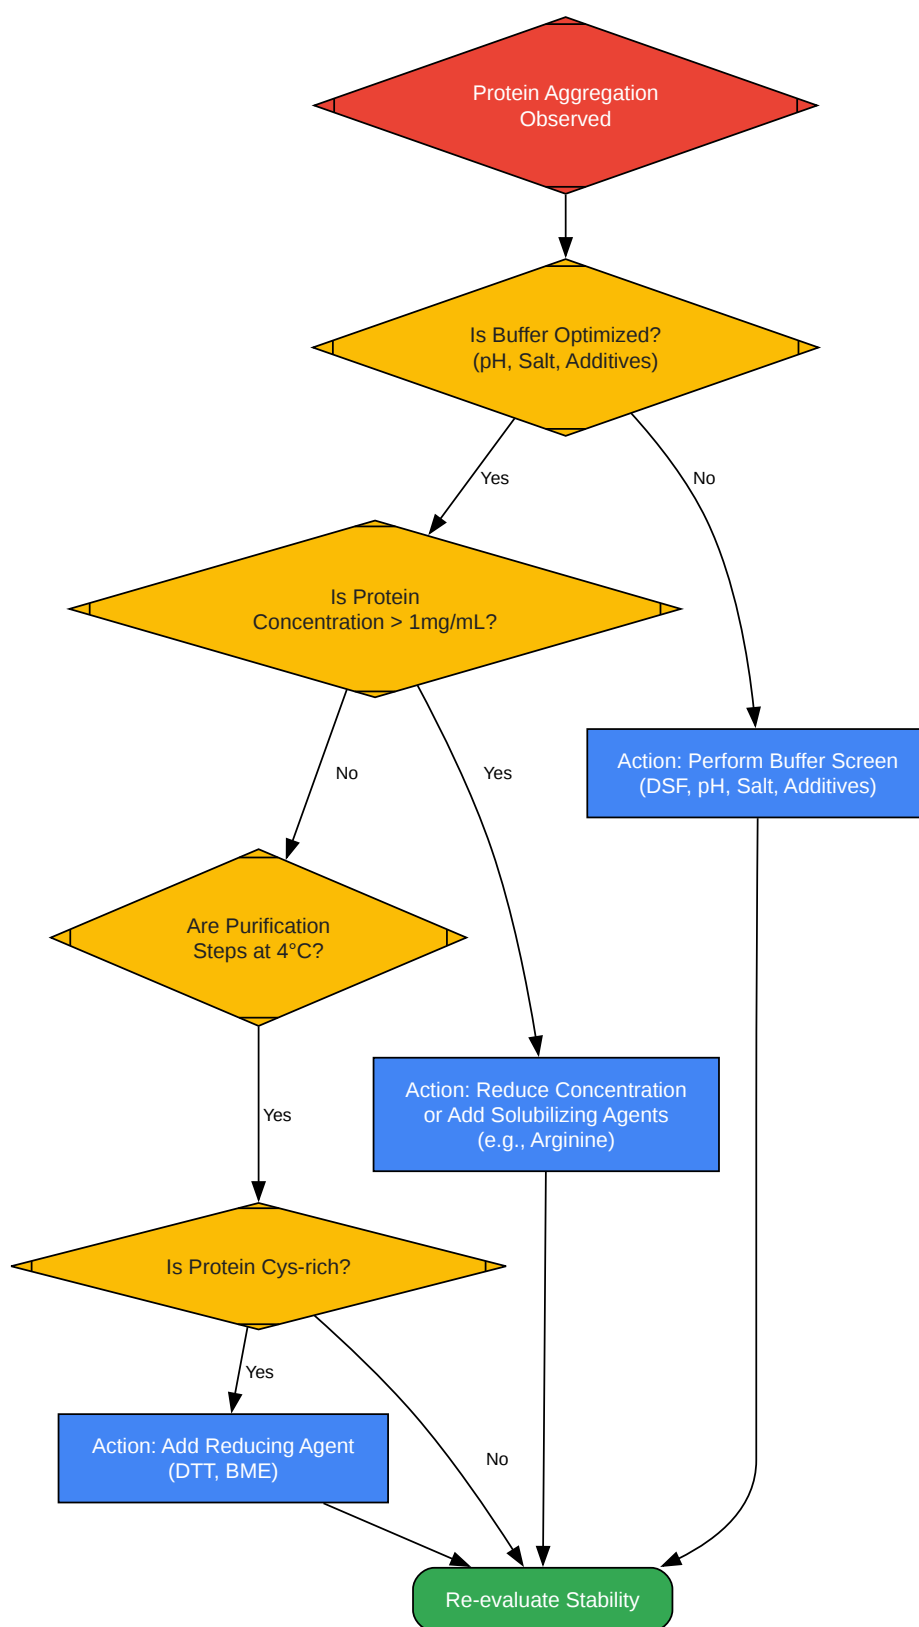 Protein Aggregation
Observed
Is Buffer Optimized?
(pH, Salt, Additives)
Yes
No
Is Protein
Concentration > 1mg/mL?
No
Yes
Action: Perform Buffer Screen
(DSF, pH, Salt, Additives)
Are Purification
Steps at 4°C?
Yes
Action: Reduce Concentration
or Add Solubilizing Agents
(e.g., Arginine)
Is Protein Cys-rich?
Yes
No
Action: Add Reducing Agent
(DTT, BME)
Re-evaluate Stability